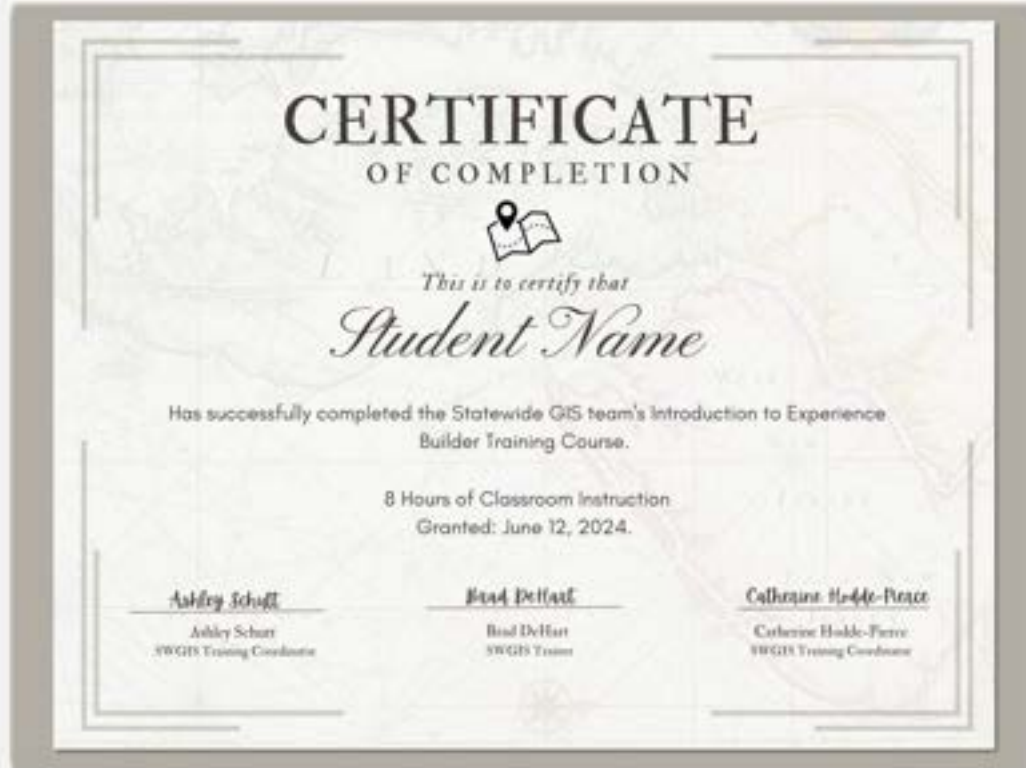 CERTIFICATE
OF COMPLETION
This is to certify that
Student Name
Has successfully completed the Statewide GIS team's Introduction to Experience
Builder Training Course.
8 Hours of Classroom Instruction
Granted: June 12, 2024.
Ashley Schutt Brad DeHart Catherine Hodde-Pierce
Ashley Schutt Brad DeHart Catherine Hodde-Pierce
SWGIS Training Coordinator SWGIS Trainer SWGIS Training Coordinator